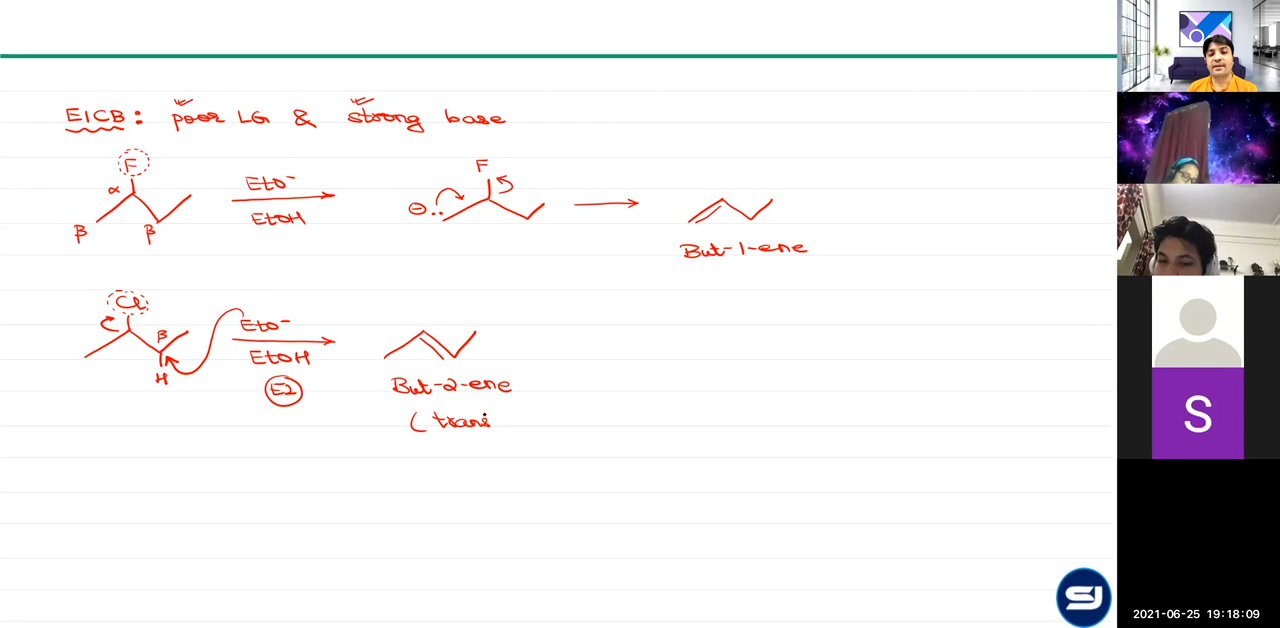 E1CB: poor LG & strong base
F
α
β
β
EtO⁻
EtOH
F
⊖
But-1-ene
Cl
β
H
EtO⁻
EtOH
E2
But-2-ene
(trans
S
SJ
2021-06-25 19:18:09